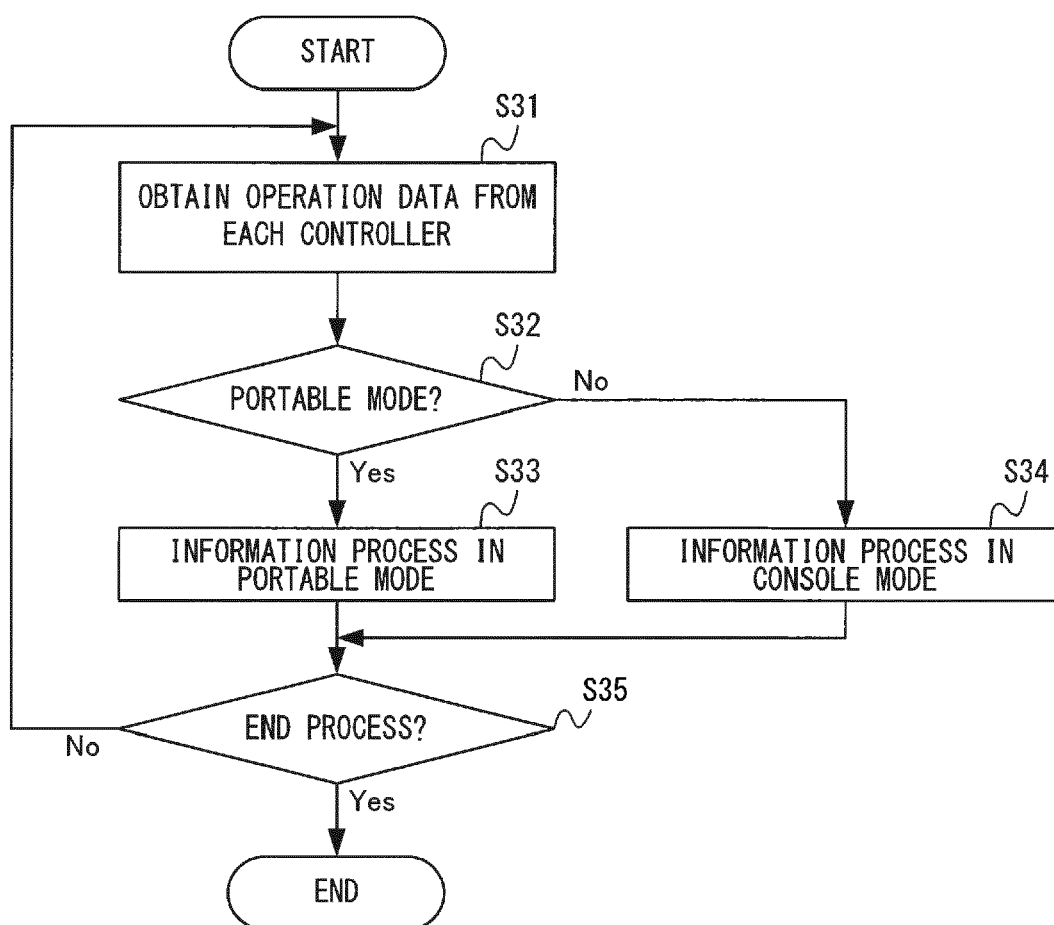 START
S31
OBTAIN OPERATION DATA FROM
EACH CONTROLLER
S32
PORTABLE MODE?
No
Yes
S33
INFORMATION PROCESS IN
PORTABLE MODE
S34
INFORMATION PROCESS IN
CONSOLE MODE
S35
END PROCESS?
No
Yes
END